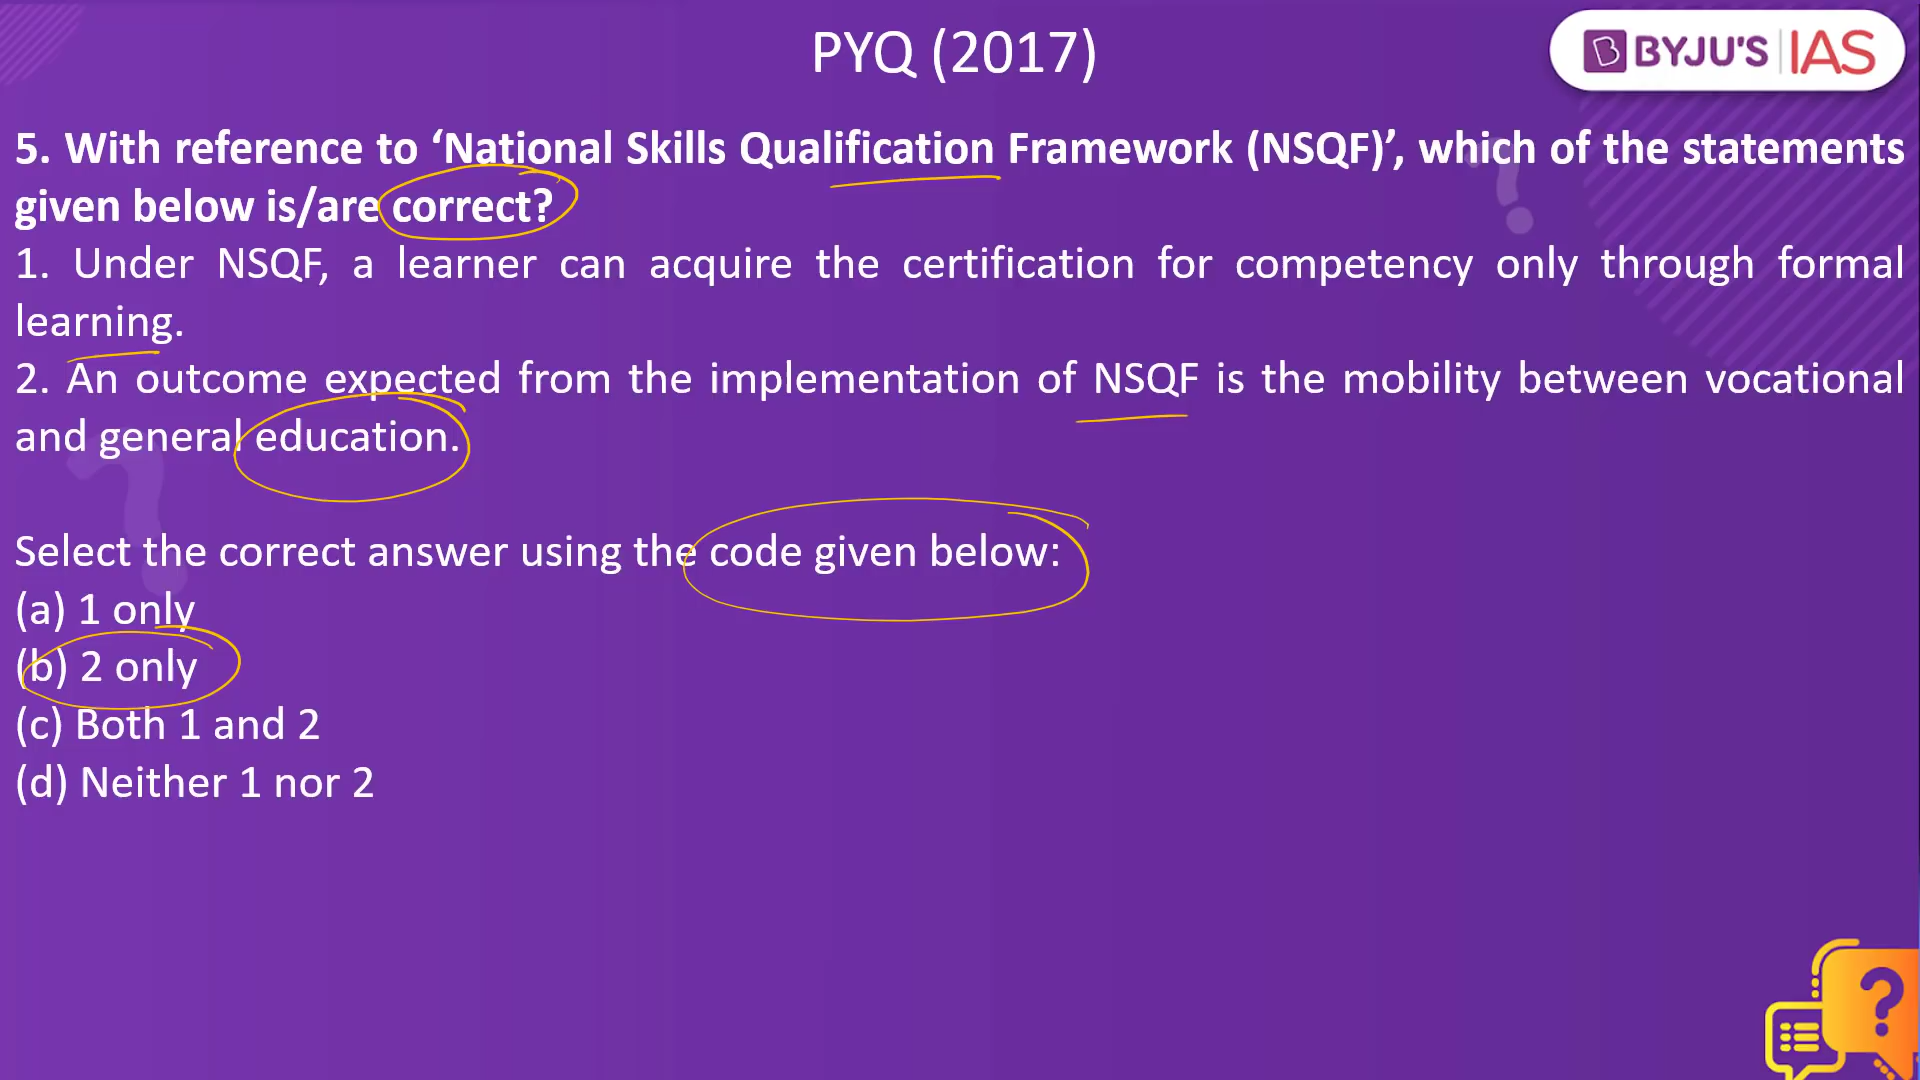 PYQ (2017)
BYJU'S IAS
5. With reference to ‘National Skills Qualification Framework (NSQF)’, which of the statements
given below is/are correct?
1. Under NSQF, a learner can acquire the certification for competency only through formal
learning.
2. An outcome expected from the implementation of NSQF is the mobility between vocational
and general education.
Select the correct answer using the code given below:
(a) 1 only
(b) 2 only
(c) Both 1 and 2
(d) Neither 1 nor 2